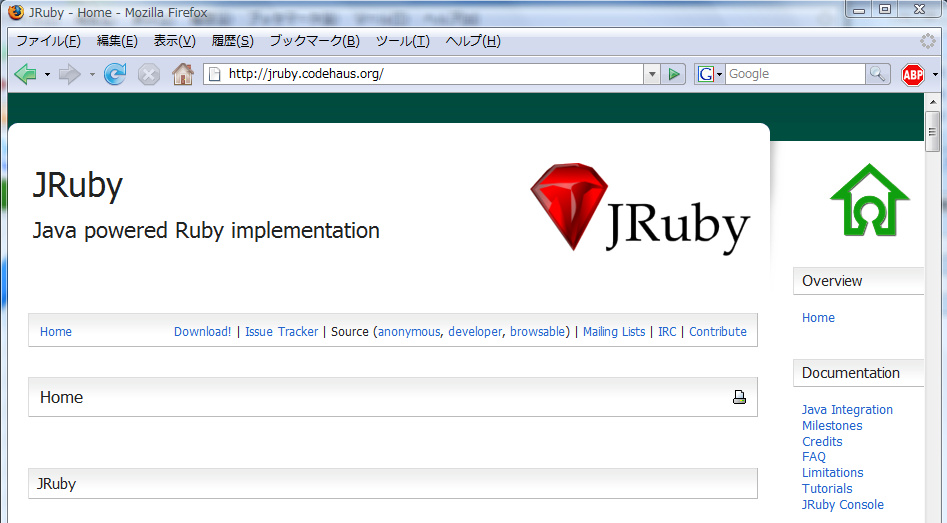 JRuby - Home - Mozilla Firefox
ファイル(F) 編集(E) 表示(V) 履歴(S) ブックマーク(B) ツール(T) ヘルプ(H)
http://jruby.codehaus.org/ G Google ABP
JRuby
Java powered Ruby implementation
JRuby
Home Download! | Issue Tracker | Source (anonymous, developer, browsable) | Mailing Lists | IRC | Contribute
Home
JRuby
Overview
Home
Documentation
Java Integration
Milestones
Credits
FAQ
Limitations
Tutorials
JRuby Console